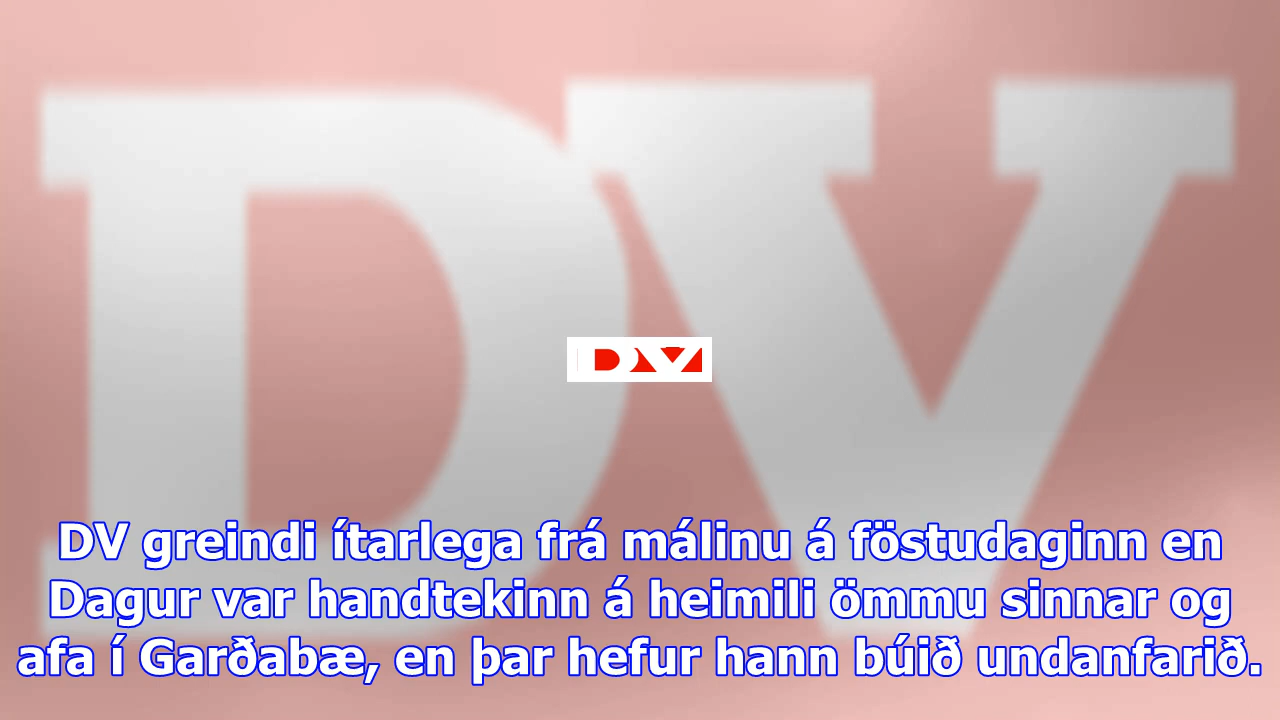 DV
DV
DV greindi ítarlega frá málinu á föstudaginn en
Dagur var handtekinn á heimili ömmu sinnar og
afa í Garðabæ, en þar hefur hann búið undanfarið.